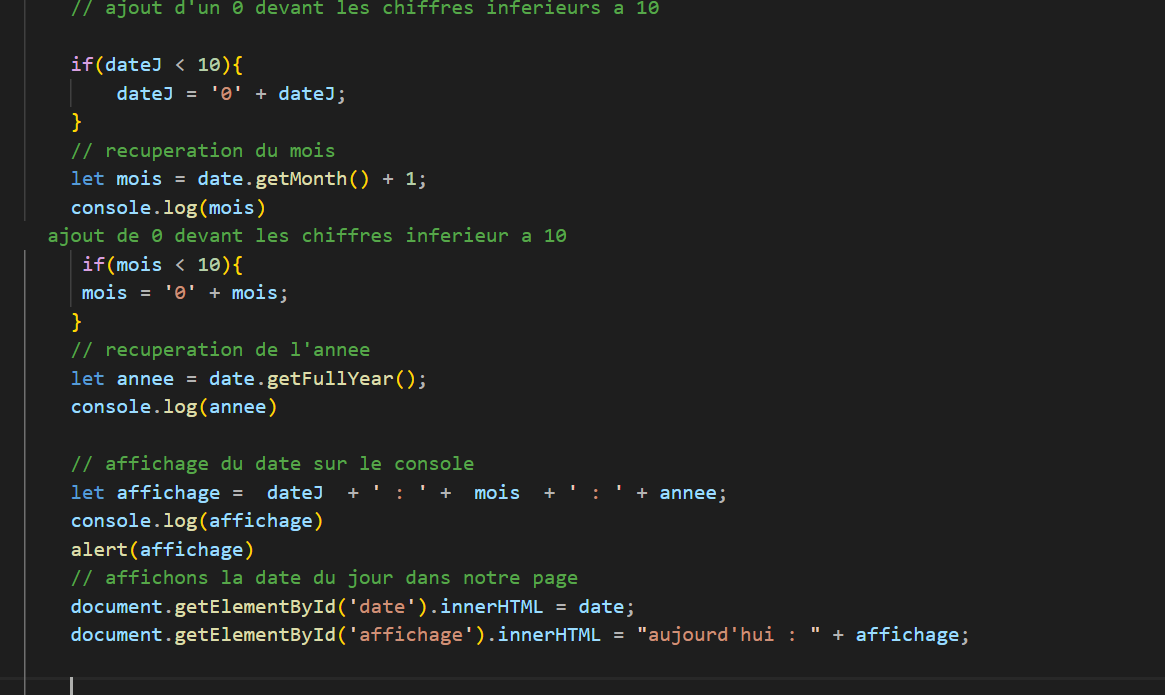 // ajout d'un 0 devant les chiffres inferieurs a 10
if(dateJ < 10){
dateJ = '0' + dateJ;
}
// recuperation du mois
let mois = date.getMonth() + 1;
console.log(mois)
ajout de 0 devant les chiffres inferieur a 10
if(mois < 10){
mois = '0' + mois;
}
// recuperation de l'annee
let annee = date.getFullYear();
console.log(annee)
// affichage du date sur le console
let affichage =  dateJ  + ' : ' +  mois  + ' : ' + annee;
console.log(affichage)
alert(affichage)
// affichons la date du jour dans notre page
document.getElementById('date').innerHTML = date;
document.getElementById('affichage').innerHTML = "aujourd'hui : " + affichage;